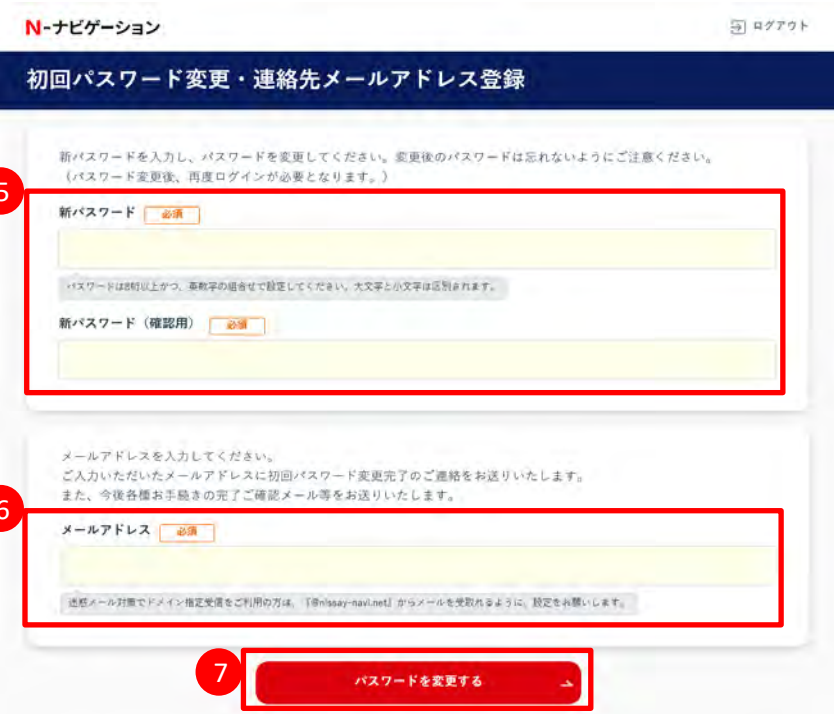 N-ナビゲーション
ログアウト
初回パスワード変更・連絡先メールアドレス登録
新パスワードを入力し、パスワードを変更してください。変更後のパスワードは忘れないようにご注意ください。
（パスワード変更後、再度ログインが必要となります。）
5
新パスワード 必須
パスワードは8桁以上かつ、英数字の組合せで設定してください。大文字と小文字は区別されます。
新パスワード（確認用） 必須
メールアドレスを入力してください。
ご入力いただいたメールアドレスに初回パスワード変更完了のご連絡をお送りいたします。
また、今後各種お手続きの完了ご確認メール等をお送りいたします。
6
メールアドレス 必須
迷惑メール対策でドメイン指定受信をご利用の方は、『@nissay-navi.net』からメールを受取れるように、設定をお願いします。
7
パスワードを変更する